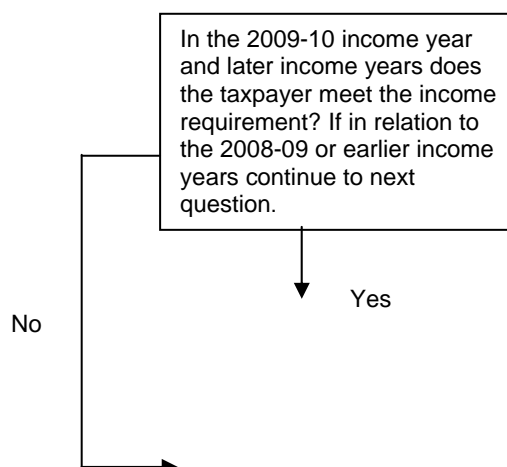 In the 2009-10 income year
and later income years does
the taxpayer meet the income
requirement? If in relation to
the 2008-09 or earlier income
years continue to next
question.
Yes
No